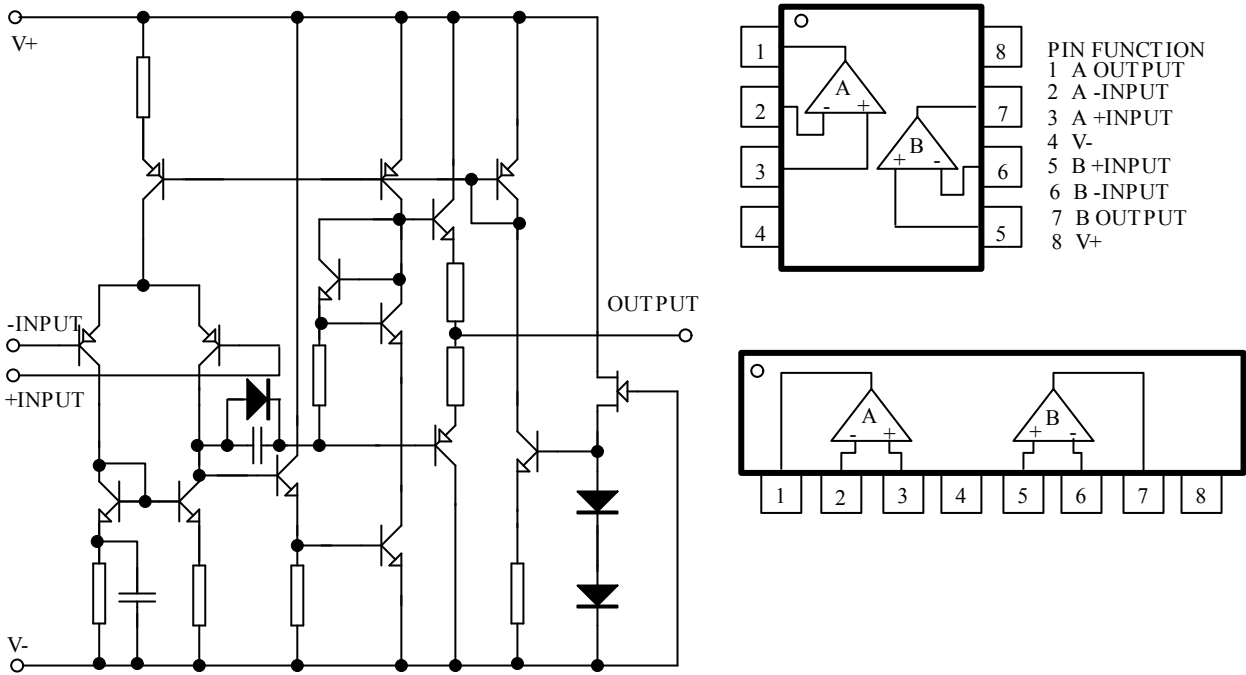 V+
-INPUT
+INPUT
OUTPUT
V-
1
2
3
4
8
7
6
5
A
- +
B
+ -
PIN FUNCTION
1 A OUTPUT
2 A -INPUT
3 A +INPUT
4 V-
5 B +INPUT
6 B -INPUT
7 B OUTPUT
8 V+
A
- +
B
+ -
1 2 3 4 5 6 7 8